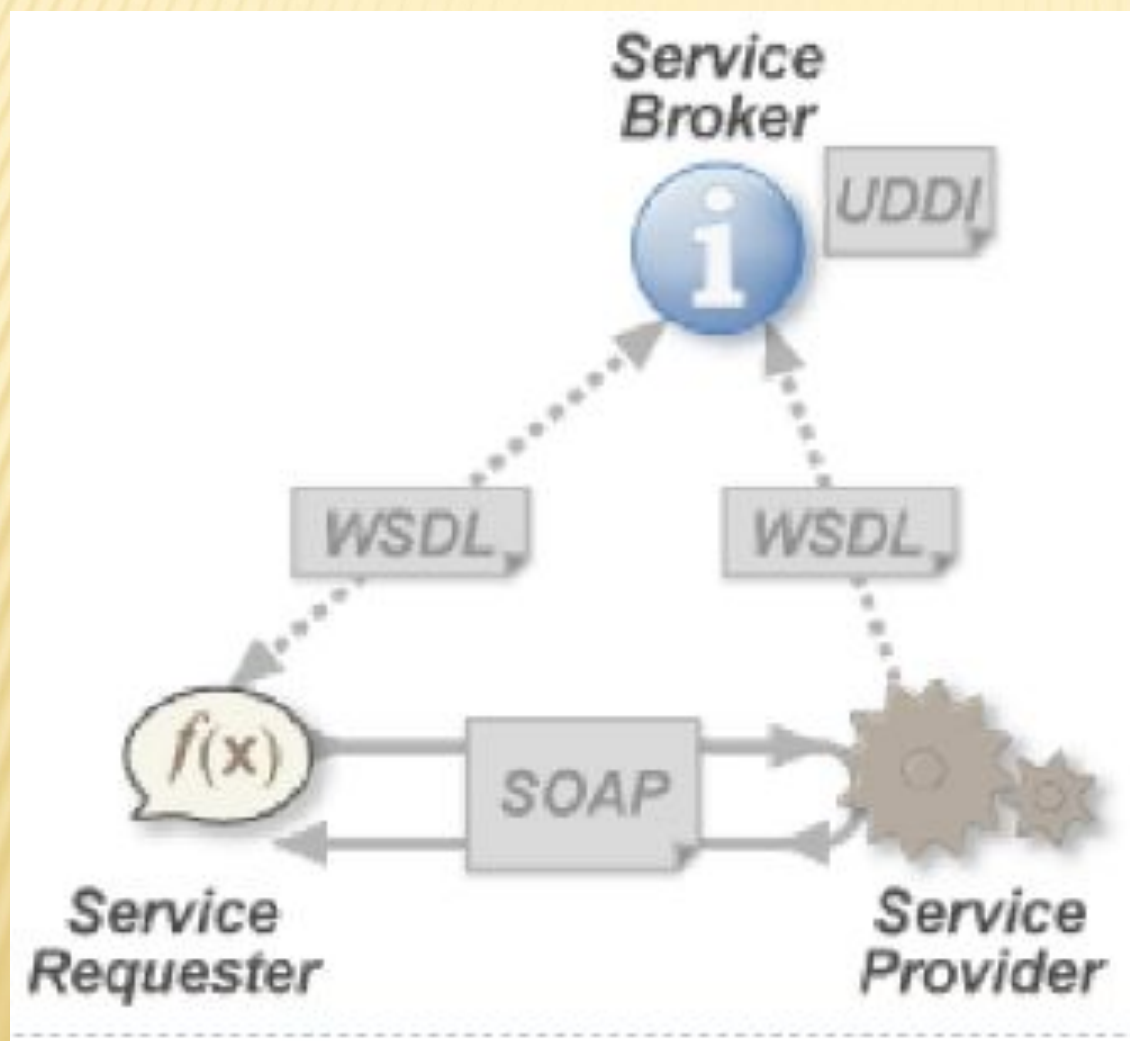 Service
Broker
UDDI
i
WSDL
WSDL
f(x)
SOAP
Service
Requester
Service
Provider